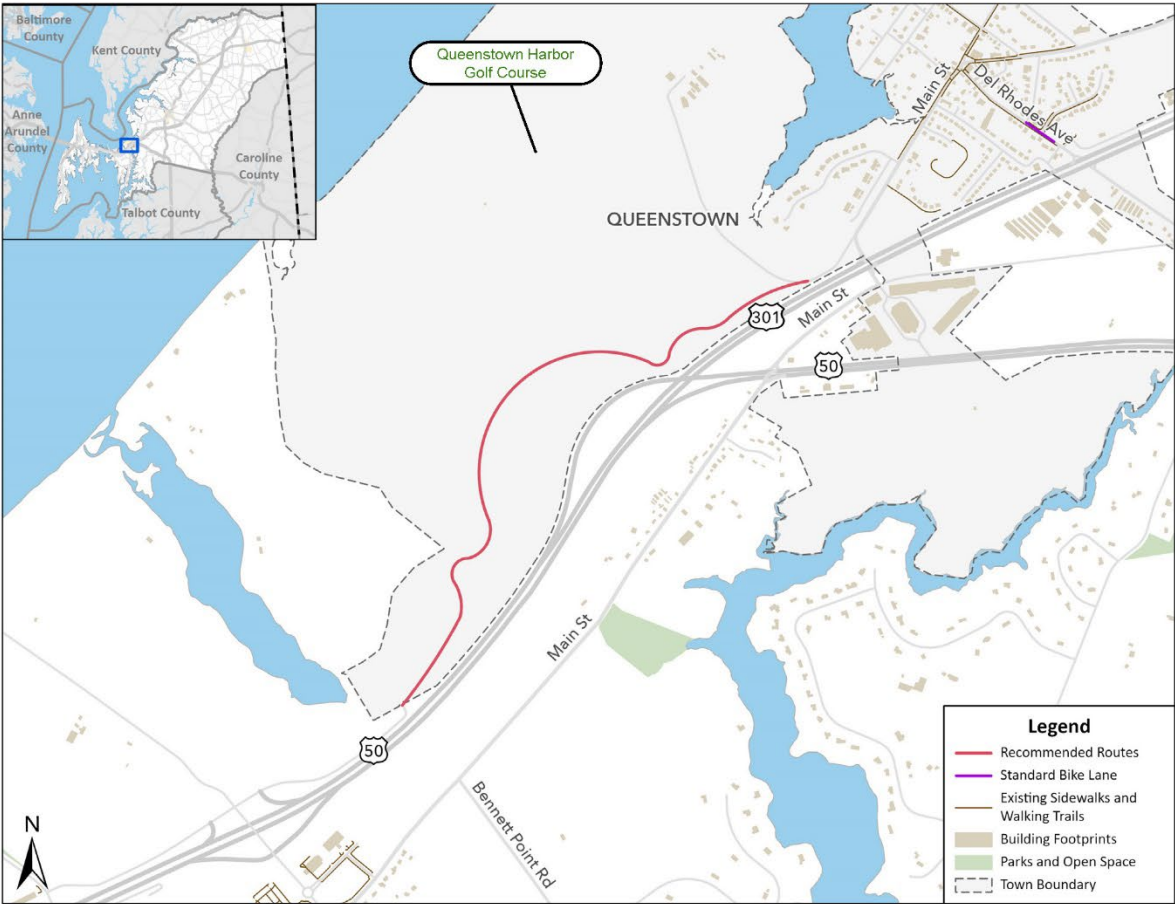 Baltimore
County
Kent County
Anne
Arundel
County
Caroline
County
Talbot County
Queenstown Harbor
Golf Course
Main St
Del Rhodes Ave
QUEENSTOWN
301
Main St
50
Main St
50
Bennett Point Rd
N
Legend
Recommended Routes
Standard Bike Lane
Existing Sidewalks and
Walking Trails
Building Footprints
Parks and Open Space
Town Boundary